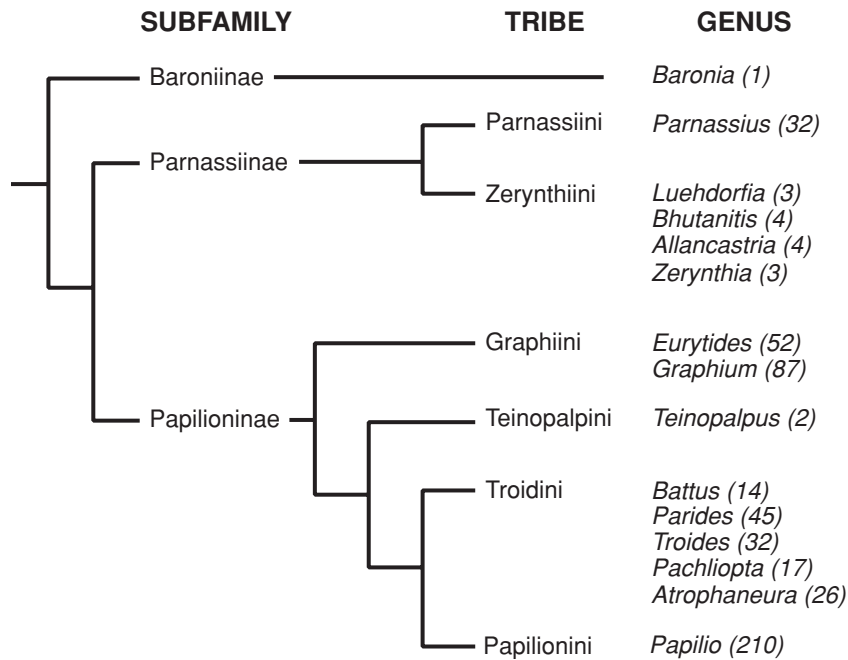 SUBFAMILY TRIBE GENUS
Baroniinae Baronia (1)
Parnassiini Parnassius (32)
Parnassiinae
Zerynthiini Luehdorfia (3)
Bhutanitis (4)
Allancastria (4)
Zerynthia (3)
Graphiini Eurytides (52)
Graphium (87)
Papilioninae Teinopalpini Teinopalpus (2)
Troidini Battus (14)
Parides (45)
Troides (32)
Pachliopta (17)
Atrophaneura (26)
Papilionini Papilio (210)